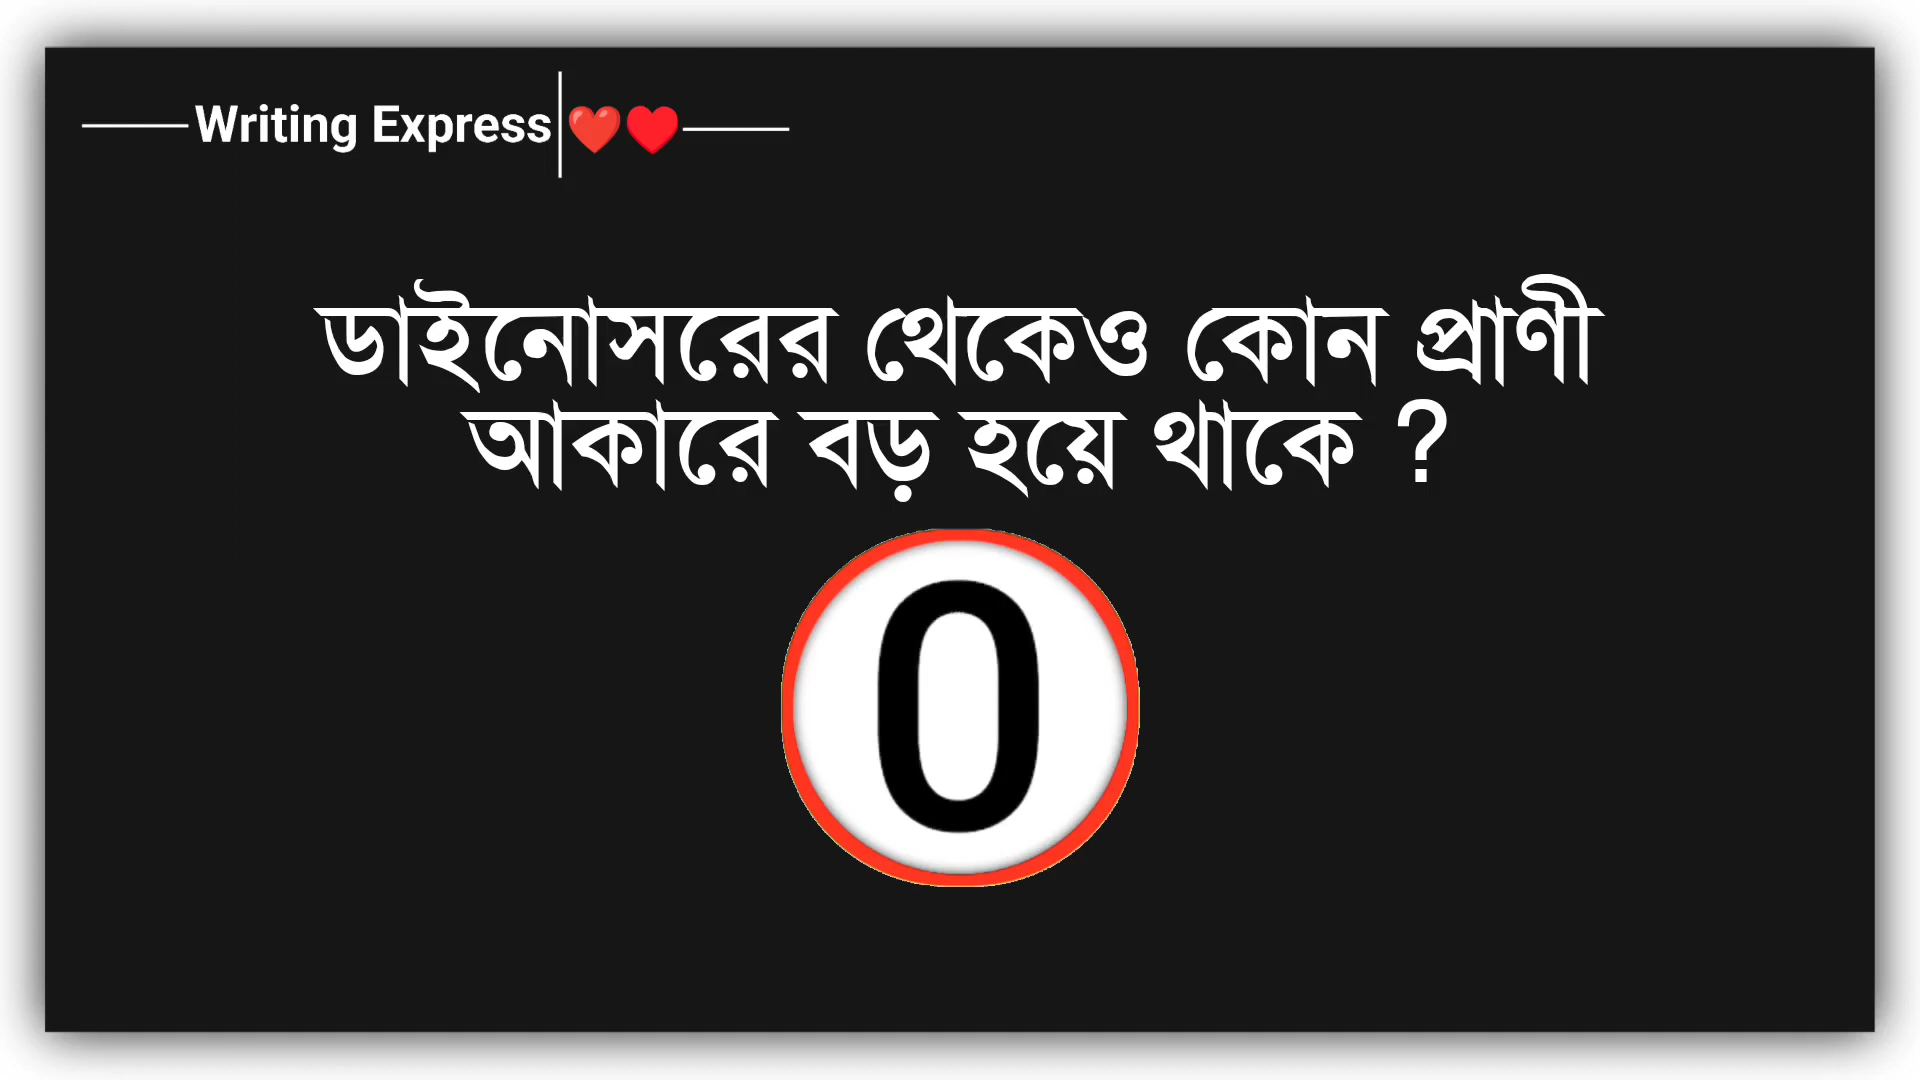 Writing Express
ডাইনোসরের থেকেও কোন প্রাণী
আকারে বড় হয়ে থাকে ?
0